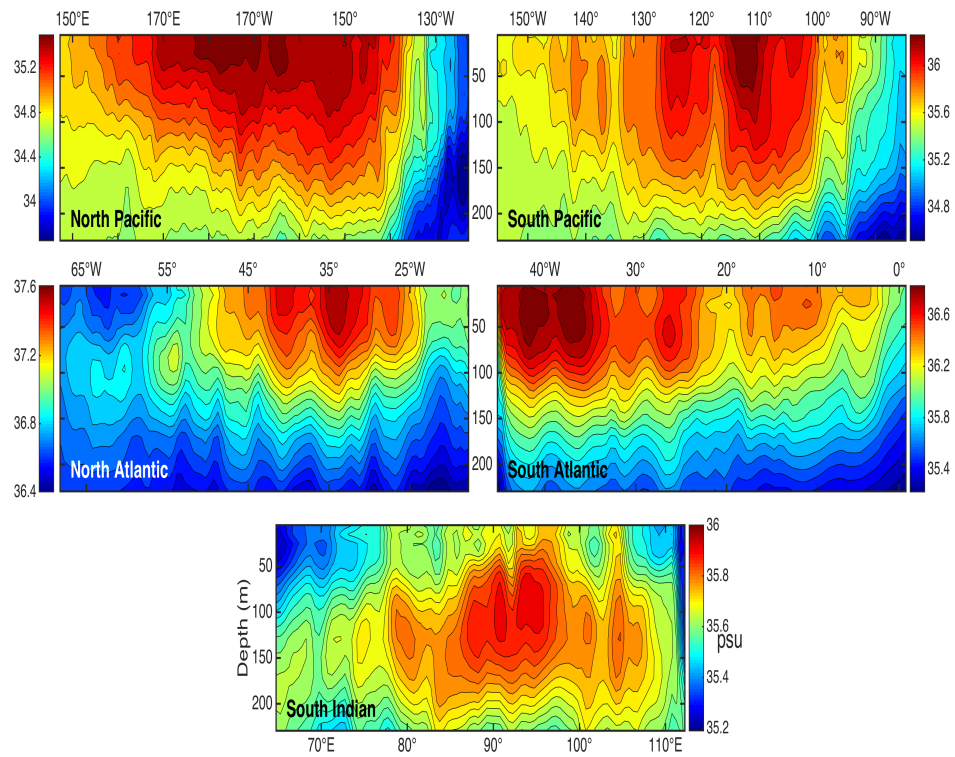 150°E 170°E 170°W 150° 130°W
150°W 140° 130° 120° 110° 100° 90°W
35.2
34.8
34.4
34
50
100
150
200
36
35.6
35.2
34.8
North Pacific
South Pacific
65°W 55° 45° 35° 25°W
40°W 30° 20° 10° 0°
37.6
37.2
36.8
36.4
50
100
150
200
36.6
36.2
35.8
35.4
North Atlantic
South Atlantic
Depth (m)
50
100
150
200
36
35.8
35.6
35.4
35.2
psu
South Indian
70°E 80° 90° 100° 110°E